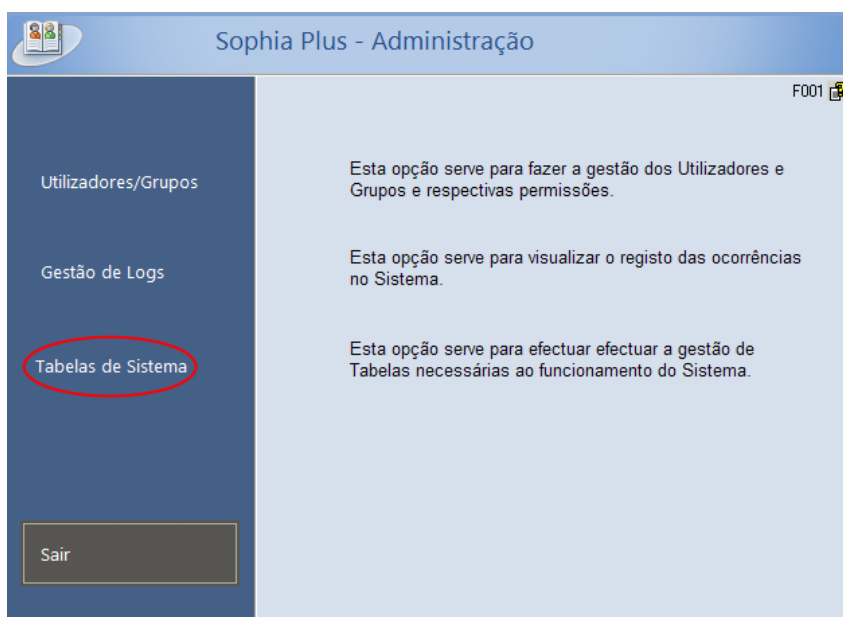 Sophia Plus - Administração
F001
Utilizadores/Grupos
Esta opção serve para fazer a gestão dos Utilizadores e
Grupos e respectivas permissões.
Gestão de Logs
Esta opção serve para visualizar o registo das ocorrências
no Sistema.
Tabelas de Sistema
Esta opção serve para efectuar efectuar a gestão de
Tabelas necessárias ao funcionamento do Sistema.
Sair